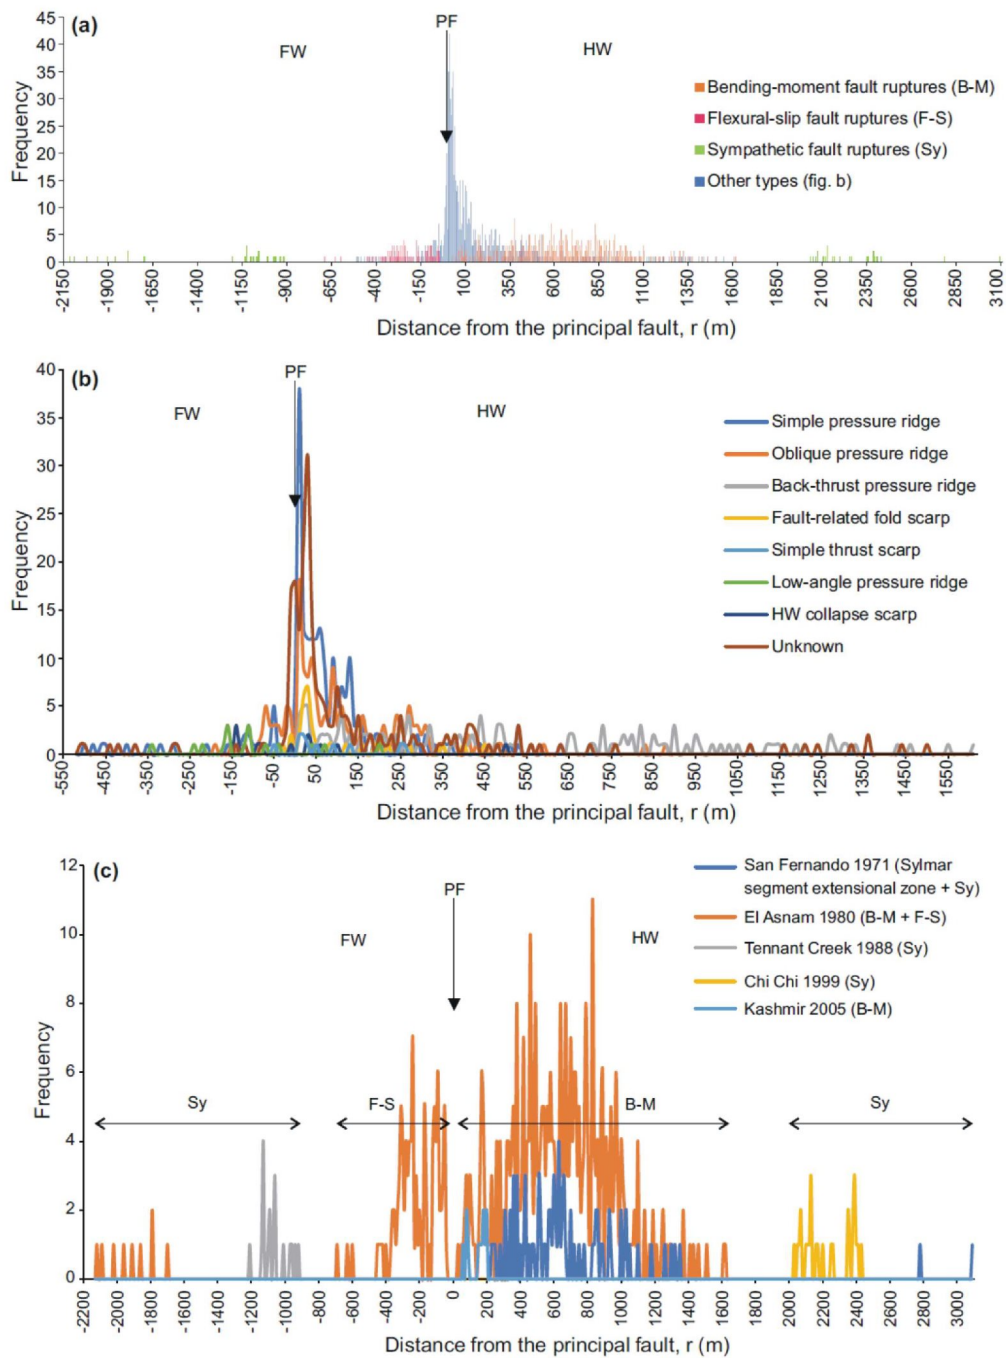 (a)
PF
FW
HW
Frequency
45
40
35
30
25
20
15
10
5
0
Bending-moment fault ruptures (B-M)
Flexural-slip fault ruptures (F-S)
Sympathetic fault ruptures (Sy)
Other types (fig. b)
-2150 -1900 -1650 -1400 -1150 -900 -650 -400 -150 100 350 600 850 1100 1350 1600 1850 2100 2350 2600 2850 3100
Distance from the principal fault, r (m)
(b)
PF
FW
HW
Frequency
40
35
30
25
20
15
10
5
0
Simple pressure ridge
Oblique pressure ridge
Back-thrust pressure ridge
Fault-related fold scarp
Simple thrust scarp
Low-angle pressure ridge
HW collapse scarp
Unknown
-550 -450 -350 -250 -150 -50 50 150 250 350 450 550 650 750 850 950 1050 1150 1250 1350 1450 1550
Distance from the principal fault, r (m)
(c)
PF
FW
HW
Frequency
12
10
8
6
4
2
0
San Fernando 1971 (Sylmar
segment extensional zone + Sy)
El Asnam 1980 (B-M + F-S)
Tennant Creek 1988 (Sy)
Chi Chi 1999 (Sy)
Kashmir 2005 (B-M)
Sy F-S B-M Sy
-2200 -2000 -1800 -1600 -1400 -1200 -1000 -800 -600 -400 -200 0 200 400 600 800 1000 1200 1400 1600 1800 2000 2200 2400 2600 2800 3000
Distance from the principal fault, r (m)